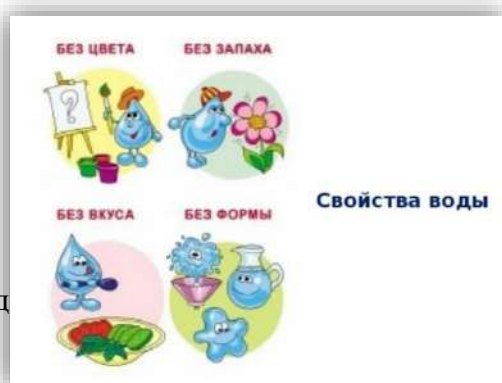 БЕЗ ЦВЕТА
БЕЗ ЗАПАХА
Свойства воды
БЕЗ ВКУСА
БЕЗ ФОРМЫ